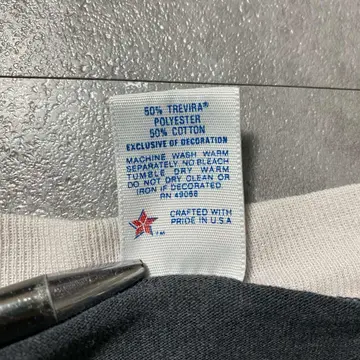 50% TREVIRA®
POLYESTER
50% COTTON
EXCLUSIVE OF DECORATION
MACHINE WASH WARM
SEPARATELY. NO BLEACH
TUMBLE DRY WARM
DO NOT DRY CLEAN OR
IRON IF DECORATED.
RN 49068
CRAFTED WITH
PRIDE IN U.S.A
TM